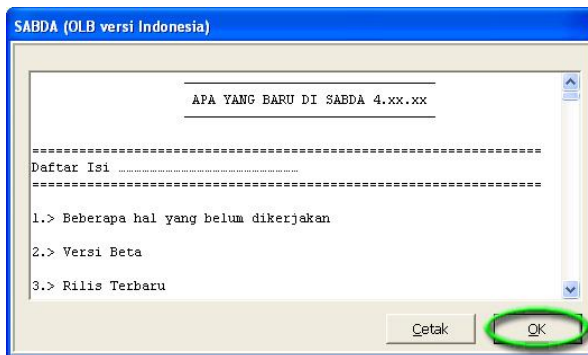 SABDA (OLB versi Indonesia)
APA YANG BARU DI SABDA 4.xx.xx
================================================================
Daftar Isi ............................................................
================================================================
1.> Beberapa hal yang belum dikerjakan
2.> Versi Beta
3.> Rilis Terbaru
Cetak OK